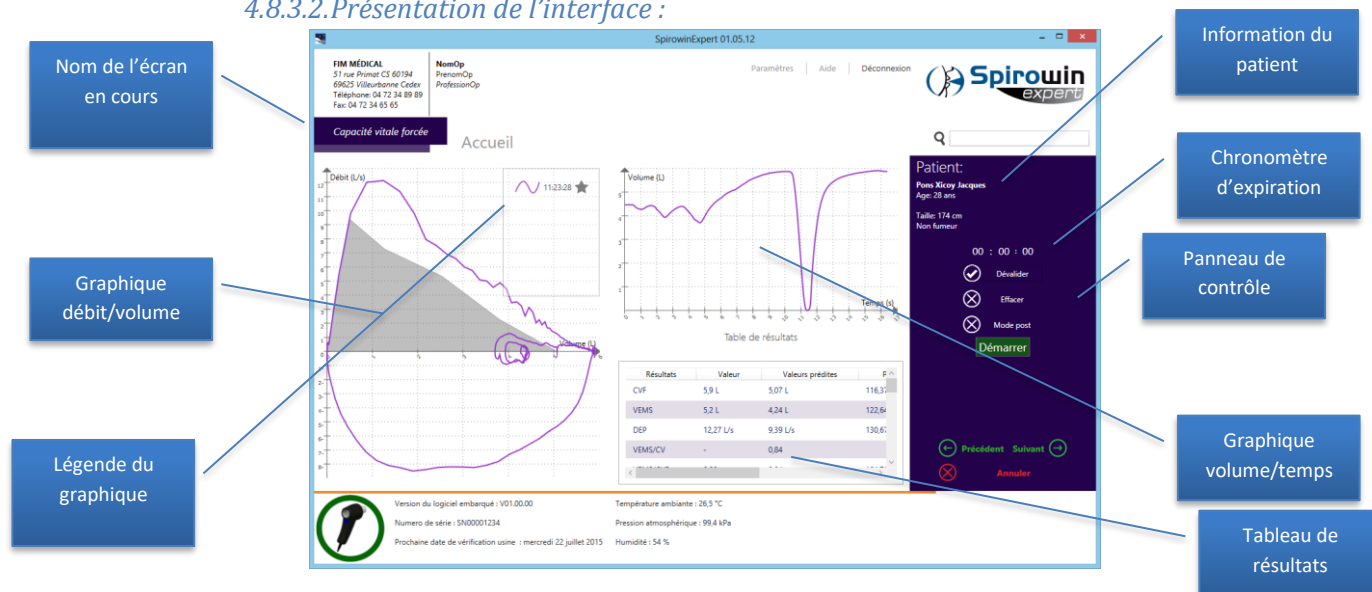 4.8.3.2.Présentation de l'interface :
Nom de l'écran
en cours
Graphique
débit/volume
Légende du
graphique
SpirowinExpert 01.05.12
FIM MÉDICAL
51 rue Primat CS 60194
69625 Villeurbanne Cedex
Téléphone: 04 72 34 89 89
Fax: 04 72 34 65 65
NomOp
PrenomOp
ProfessionOp
Paramètres
Aide
Déconnexion
Spirowin
expert
Capacité vitale forcée
Accueil
Débit (L/s)
11:23:28
Volume (L)
Volume (L)
Temps (s)
Table de résultats
Résultats Valeur Valeurs prédites
CVF 5,9 L 5,07 L 116,37
VEMS 5,2 L 4,24 L 122,64
DEP 12,27 L/s 9,39 L/s 130,67
VEMS/CV - 0,84
Patient:
Pons Xicoy Jacques
Age: 28 ans
Taille: 174 cm
Non fumeur
00 : 00 : 00
Dévalider
Effacer
Mode post
Démarrer
Précédent Suivant
Annuler
Version du logiciel embarqué : V01.00.00
Numero de série : SN00001234
Prochaine date de vérification usine : mercredi 22 juillet 2015
Température ambiante : 26,5 °C
Pression atmosphérique : 99,4 kPa
Humidité : 54 %
Information du
patient
Chronomètre
d'expiration
Panneau de
contrôle
Graphique
volume/temps
Tableau de
résultats